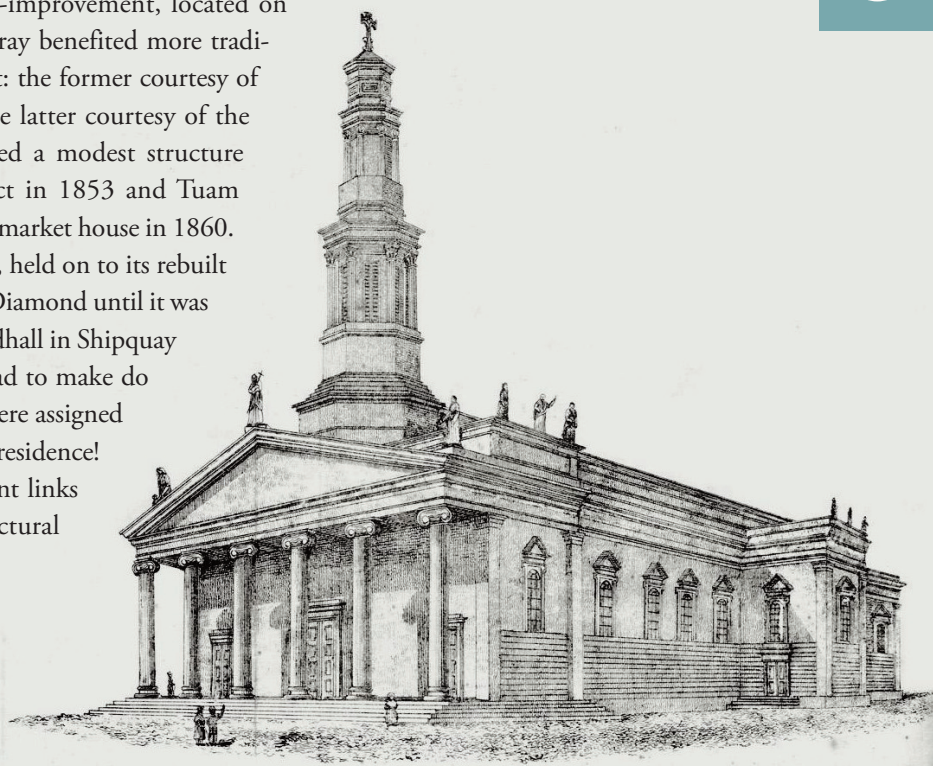 -improvement, located on
ray benefited more tradi-
: the former courtesy of
e latter courtesy of the
ed a modest structure
ct in 1853 and Tuam
market house in 1860.
, held on to its rebuilt
Diamond until it was
dhall in Shipquay
ad to make do
ere assigned
residence!
nt links
ctural